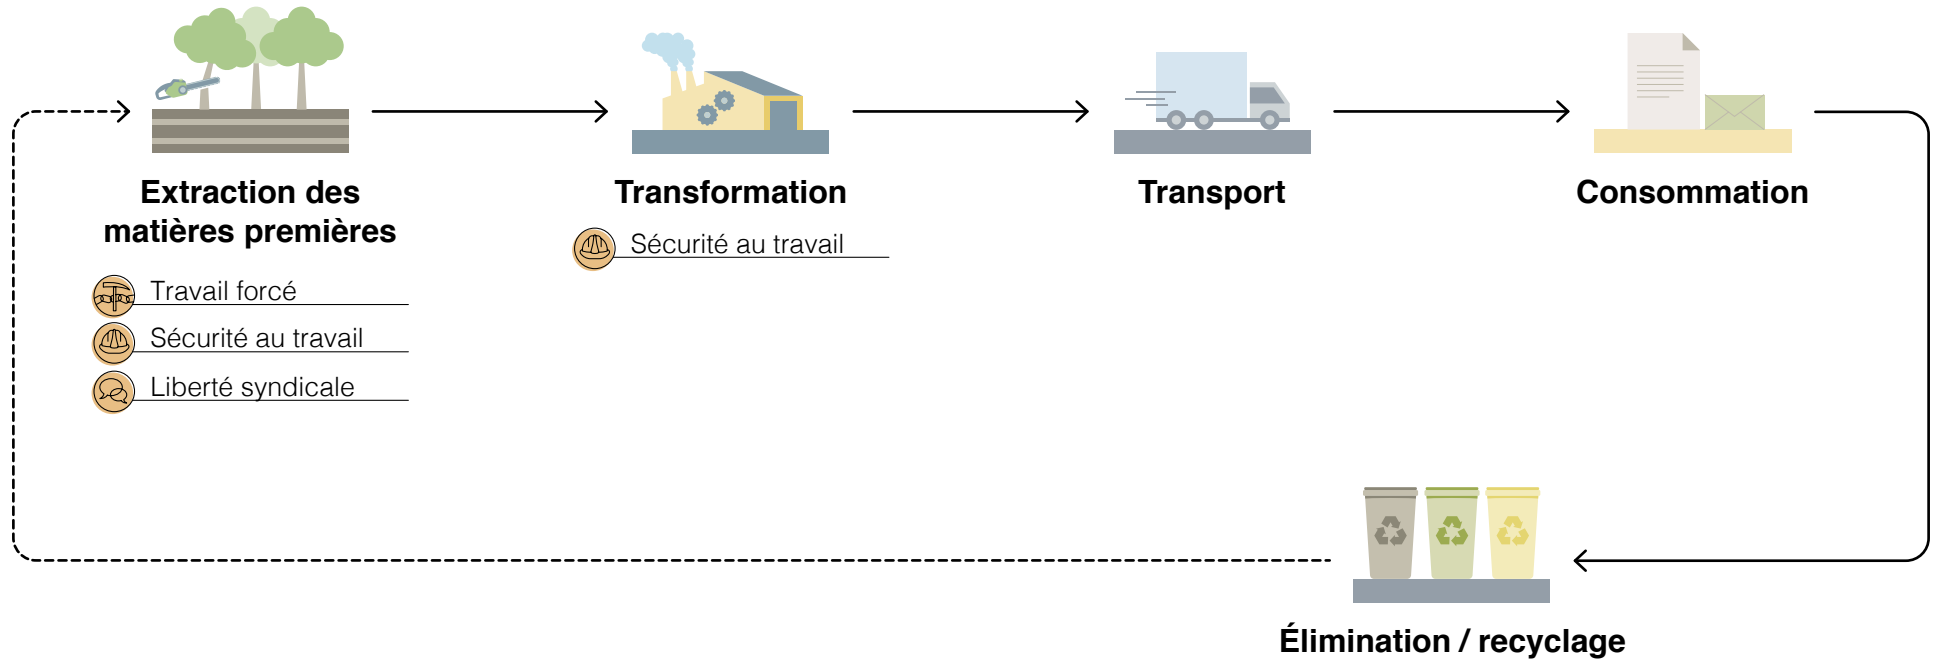 Extraction des
matières premières
Travail forcé
Sécurité au travail
Liberté syndicale
Transformation
Sécurité au travail
Transport
Consommation
Élimination / recyclage